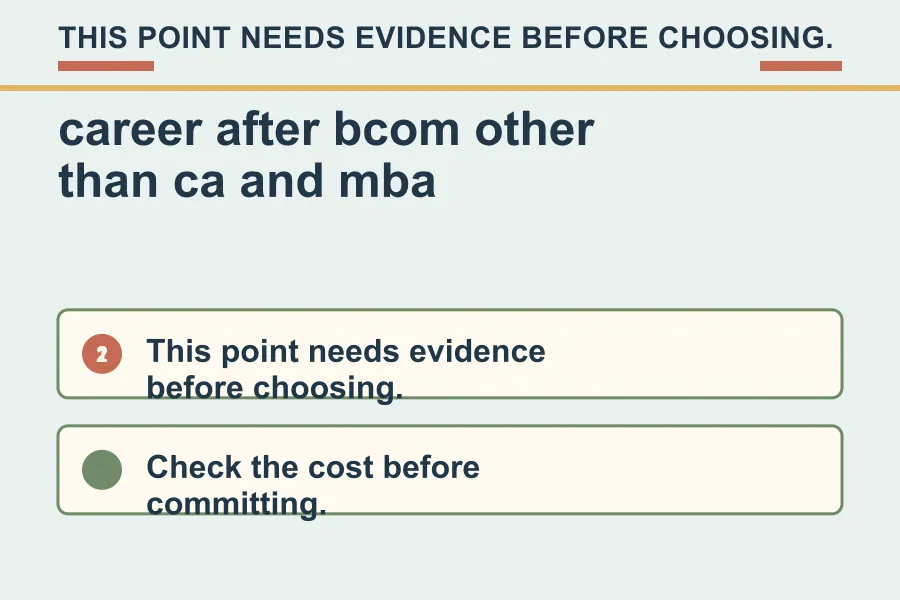 THIS POINT NEEDS EVIDENCE BEFORE CHOOSING.
career after bcom other
than ca and mba
2
This point needs evidence
before choosing.
Check the cost before
committing.